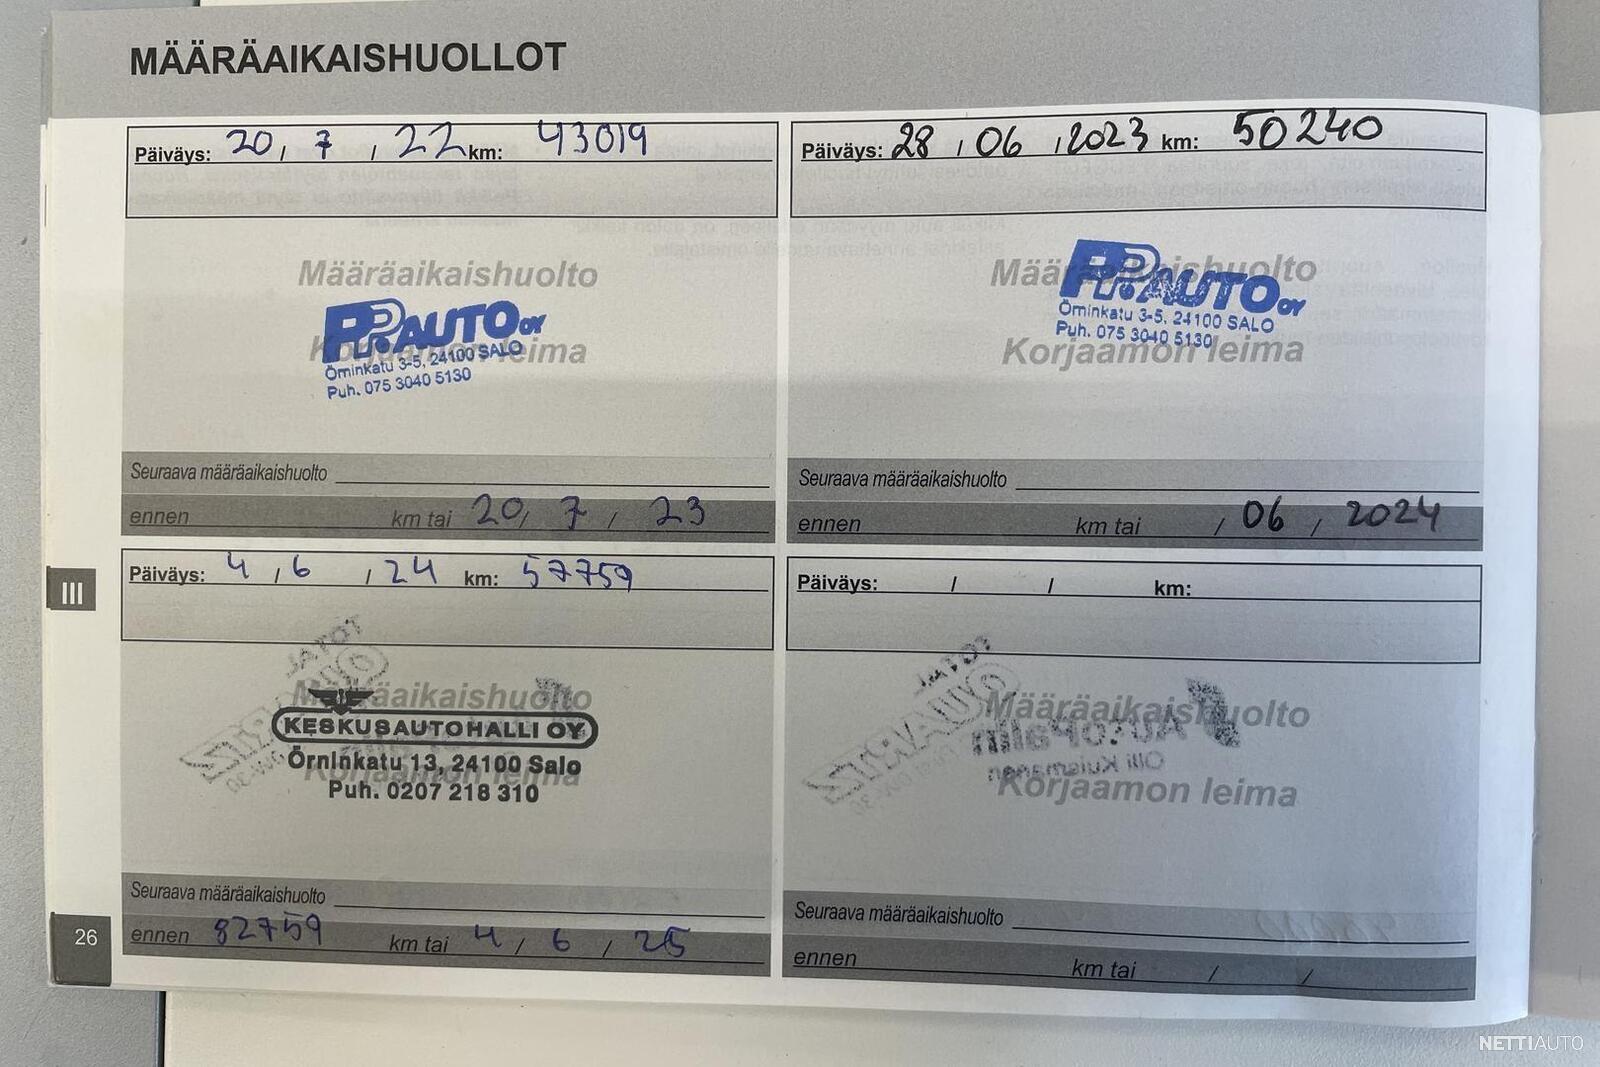 MÄÄRÄAIKAISHUOLLOT
Päiväys: 20 / 7 / 22 km: 43019
Määräaikaishuolto
PP.AUTO OY
Korjaamon leima
Örninkatu 3-5, 24100 SALO
Puh. 075 3040 5130
Seuraava määräaikaishuolto
ennen km tai 20 / 7 / 23
Päiväys: 28 / 06 / 2023 km: 50240
Määräaikaishuolto
PP.AUTO OY
Örninkatu 3-5, 24100 SALO
Puh. 075 3040 5130
Korjaamon leima
Seuraava määräaikaishuolto
ennen km tai / 06 / 2024
Päiväys: 4 / 6 / 24 km: 57759
Määräaikaishuolto
KESKUSAUTOHALLI OY
Örninkatu 13, 24100 Salo
Korjaamon leima
Puh. 0207 218 310
Seuraava määräaikaishuolto
ennen 82759 km tai 4 / 6 / 25
Päiväys: / / km:
Määräaikaishuolto
Korjaamon leima
Seuraava määräaikaishuolto
ennen km tai / /
III
26
NETTIAUTO